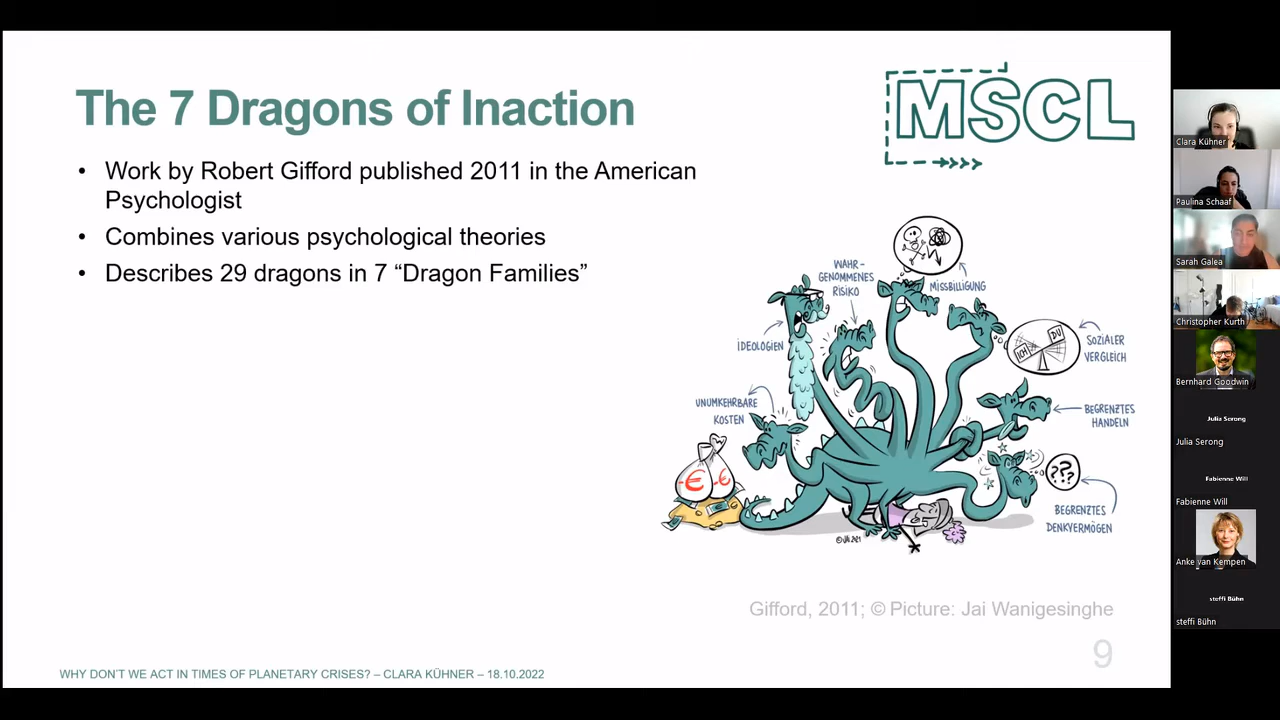 The 7 Dragons of Inaction
MSCL
• Work by Robert Gifford published 2011 in the American
Psychologist
• Combines various psychological theories
• Describes 29 dragons in 7 “Dragon Families”
WAHR-
GENOMMENES
RISIKO
MISSBILLIGUNG
IDEOLOGIEN
ICH
DU
SOZIALER
VERGLEICH
UNUMKEHRBARE
KOSTEN
BEGRENZTES
HANDELN
-€
-€
???
BEGRENZTES
DENKVERMÖGEN
Gifford, 2011; © Picture: Jai Wanigesinghe
9
WHY DON’T WE ACT IN TIMES OF PLANETARY CRISES? – CLARA KÜHNER – 18.10.2022
Clara Kühner
Paulina Schaaf
Sarah Galea
Christopher Kurth
Bernhard Goodwin
Julia Serong
Julia Serong
Fabienne Will
Fabienne Will
Anke van Kempen
steffi Bühn
steffi Bühn